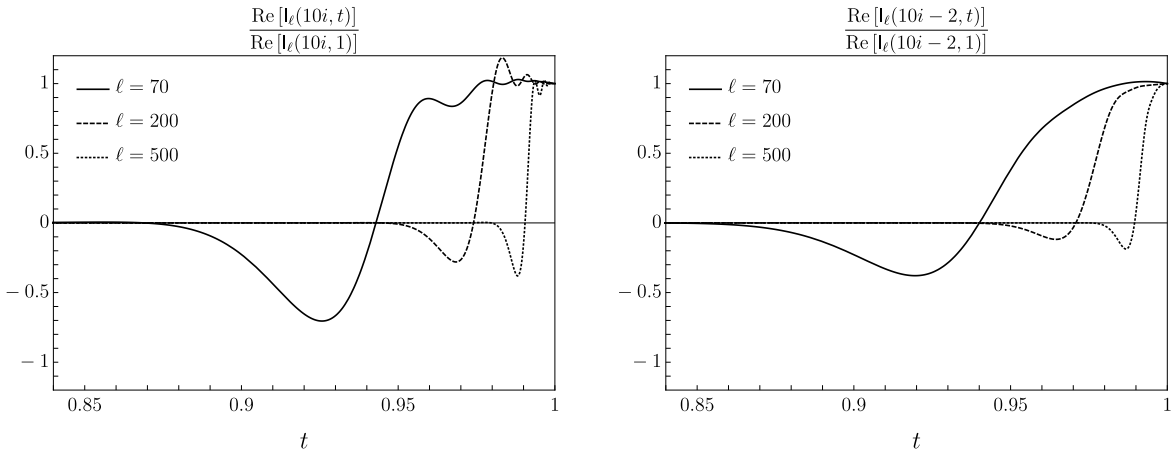 Re [I_ℓ(10i, t)]
Re [I_ℓ(10i, 1)]
ℓ = 70
ℓ = 200
ℓ = 500
1
0.5
0
− 0.5
− 1
0.85
0.9
0.95
1
t
Re [I_ℓ(10i − 2, t)]
Re [I_ℓ(10i − 2, 1)]
ℓ = 70
ℓ = 200
ℓ = 500
1
0.5
0
− 0.5
− 1
0.85
0.9
0.95
1
t